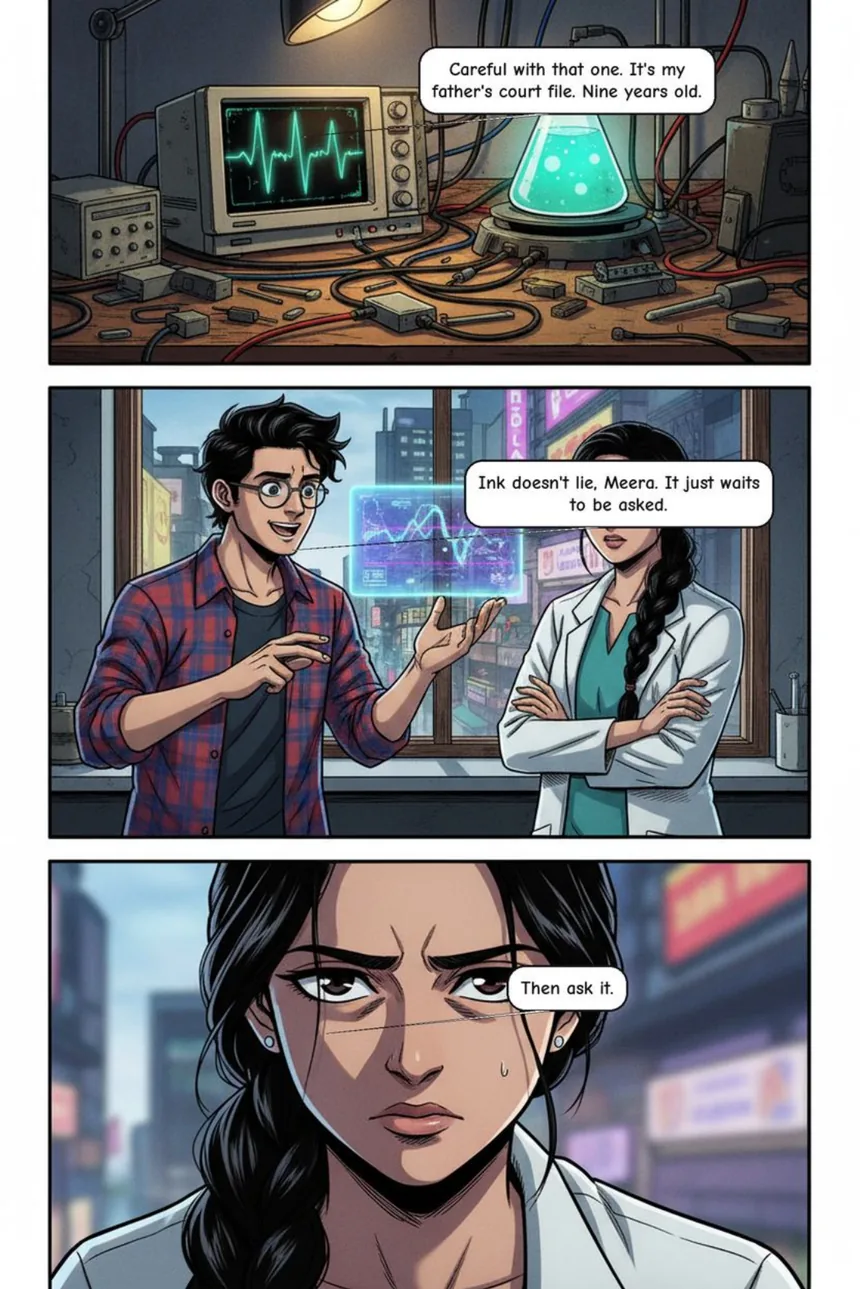 Careful with that one. It's my
father's court file. Nine years old.
Ink doesn't lie, Meera. It just waits
to be asked.
Then ask it.